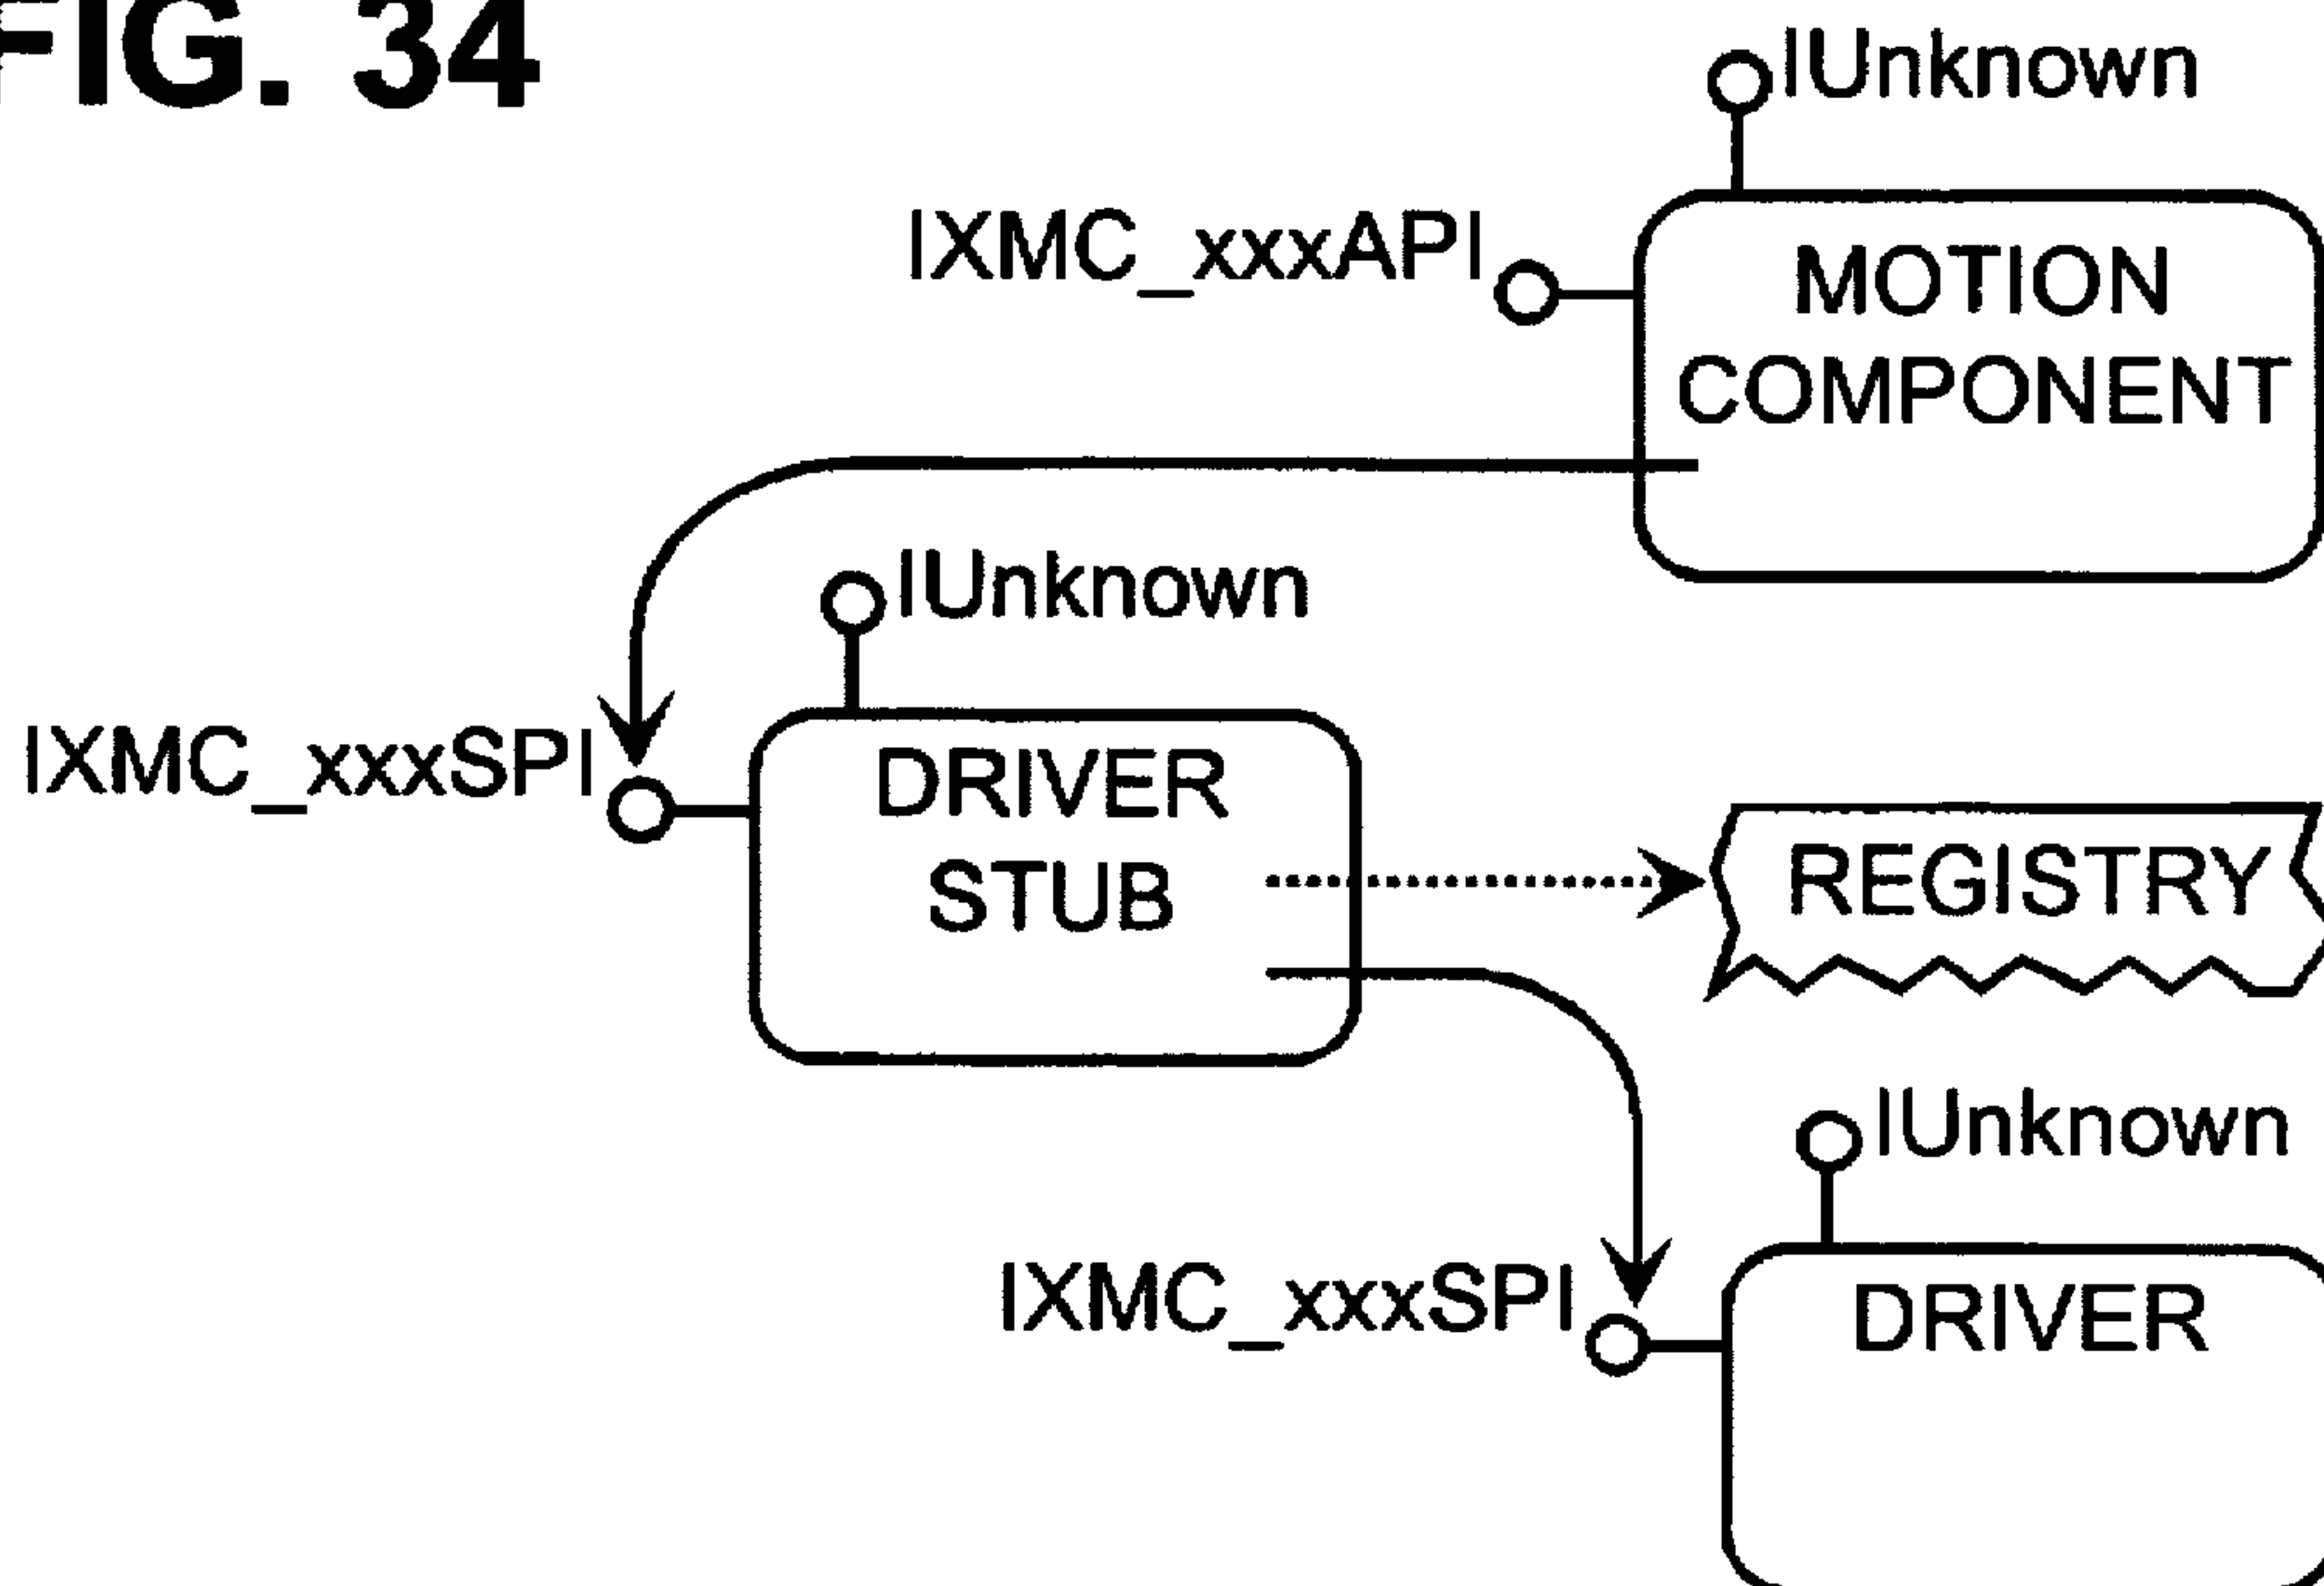 FIG. 34
IUnknown
IXMC_xxxAPI
MOTION
COMPONENT
IUnknown
IXMC_xxxSPI
DRIVER
STUB
REGISTRY
IUnknown
IXMC_xxxSPI
DRIVER